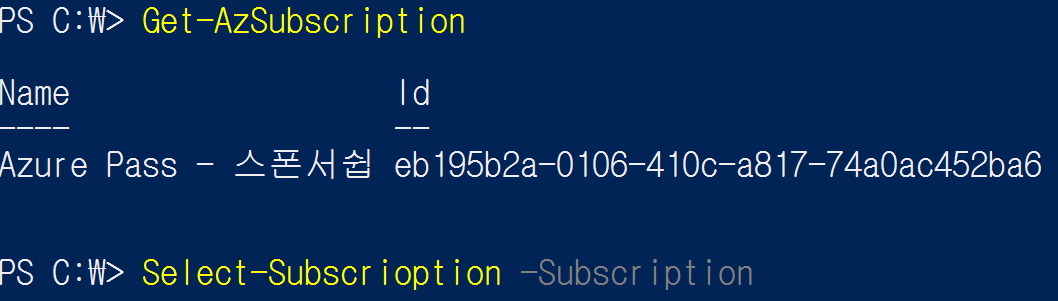 PS C:₩> Get-AzSubscription
Name Id
---- --
Azure Pass - 스폰서쉽 eb195b2a-0106-410c-a817-74a0ac452ba6
PS C:₩> Select-Subscrioption -Subscription